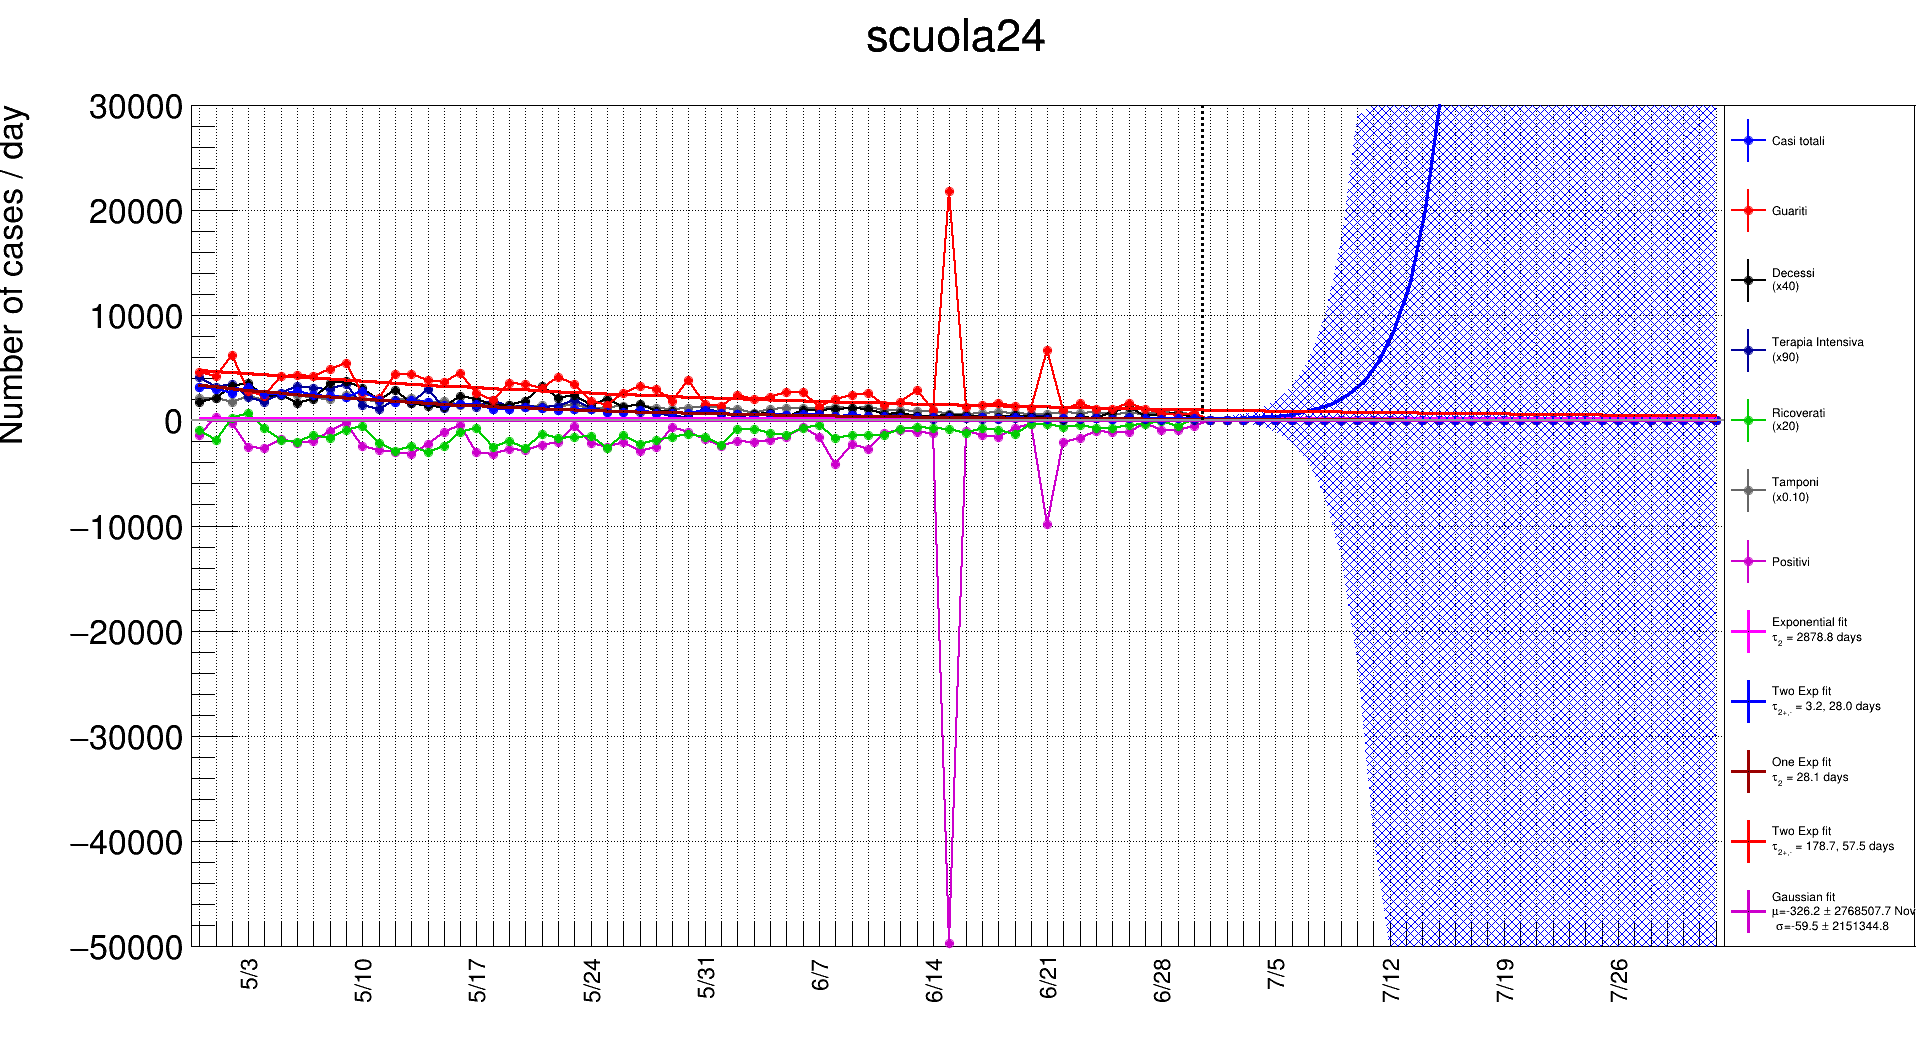 scuola24
Number of cases / day
30000
20000
10000
0
−10000
−20000
−30000
−40000
−50000
5/3
5/10
5/17
5/24
5/31
6/7
6/14
6/21
6/28
7/5
7/12
7/19
7/26
Casi totali
Guariti
Decessi
(x40)
Terapia Intensiva
(x90)
Ricoverati
(x20)
Tamponi
(x0.10)
Positivi
Exponential fit
τ2 = 2878.8 days
Two Exp fit
τ2+,- = 3.2, 28.0 days
One Exp fit
τ2 = 28.1 days
Two Exp fit
τ2+,- = 178.7, 57.5 days
Gaussian fit
μ=-326.2 ± 2768507.7 Nov
σ=-59.5 ± 2151344.8